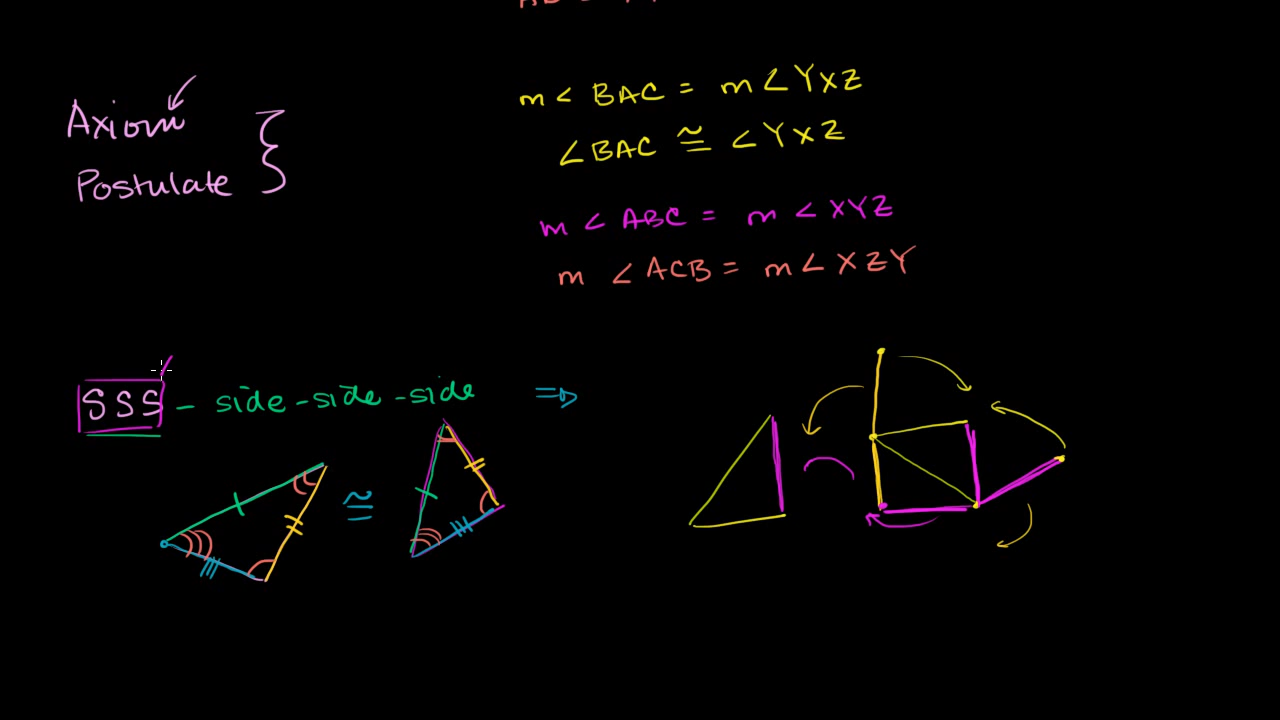 Axiom
Postulate
m∠BAC = m∠YXZ
∠BAC ≅ ∠YXZ
m∠ABC = m∠XYZ
m∠ACB = m∠XZY
SSS - side-side-side ⇒
≅